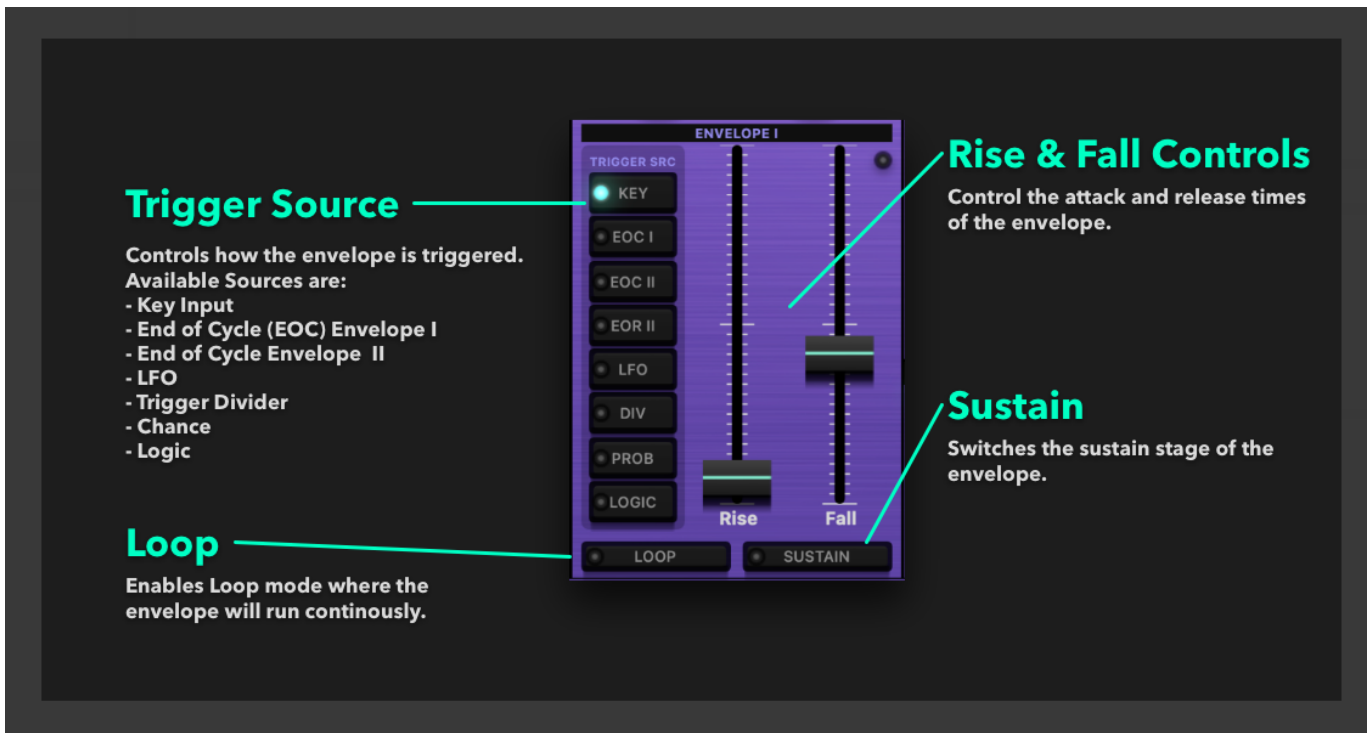 Trigger Source
Controls how the envelope is triggered.
Available Sources are:
- Key Input
- End of Cycle (EOC) Envelope I
- End of Cycle Envelope  II
- LFO
- Trigger Divider
- Chance
- Logic
Loop
Enables Loop mode where the
envelope will run continously.
ENVELOPE I
TRIGGER SRC
KEY
EOC I
EOC II
EOR II
LFO
DIV
PROB
LOGIC
Rise
Fall
LOOP
SUSTAIN
Rise & Fall Controls
Control the attack and release times
of the envelope.
Sustain
Switches the sustain stage of the
envelope.